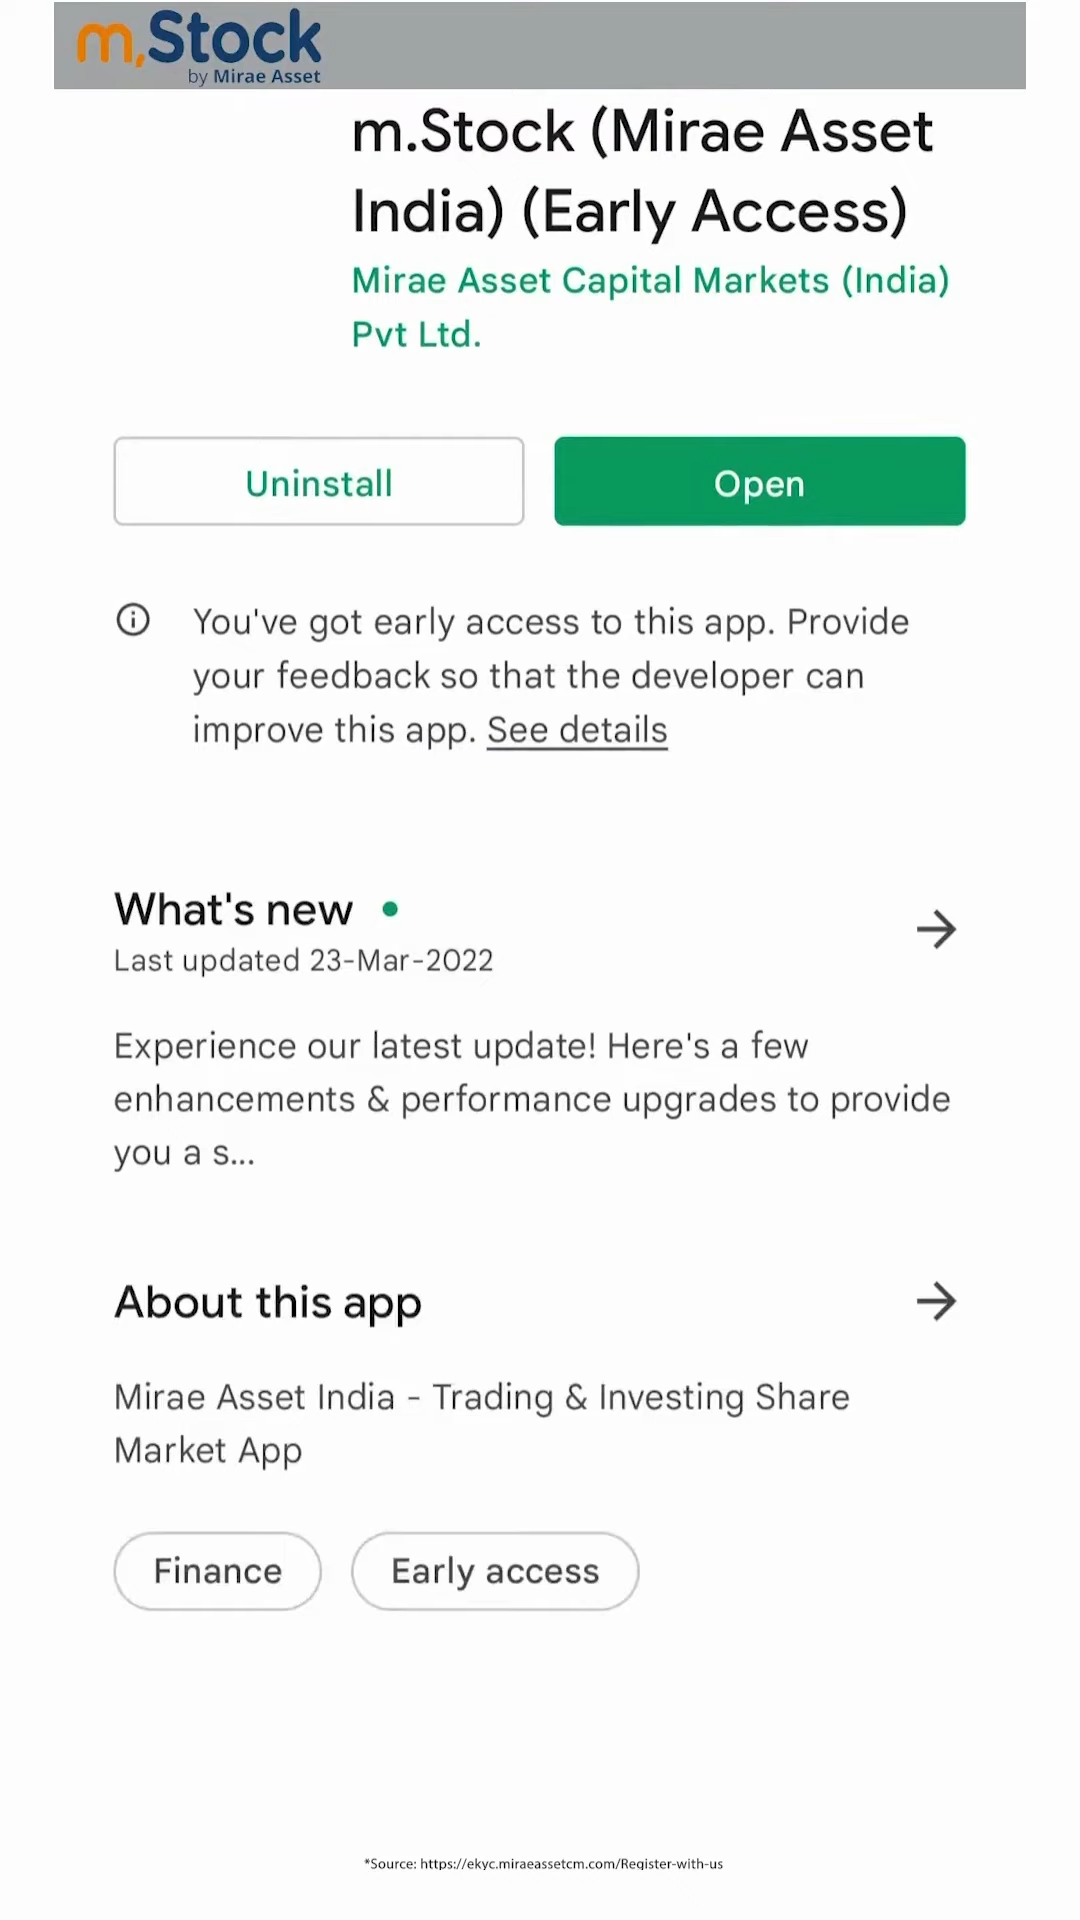 m.Stock
by Mirae Asset
m.Stock (Mirae Asset
India) (Early Access)
Mirae Asset Capital Markets (India)
Pvt Ltd.
Uninstall
Open
You've got early access to this app. Provide
your feedback so that the developer can
improve this app. See details
What's new
Last updated 23-Mar-2022
Experience our latest update! Here's a few
enhancements & performance upgrades to provide
you a s...
About this app
Mirae Asset India - Trading & Investing Share
Market App
Finance
Early access
*Source: https://ekyc.miraeassetcm.com/Register-with-us